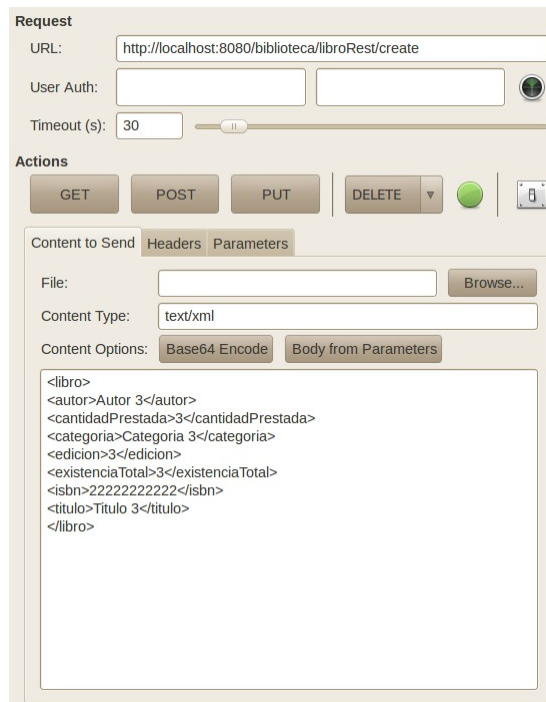 Request
URL: http://localhost:8080/biblioteca/libroRest/create
User Auth:
Timeout (s): 30
Actions
GET POST PUT DELETE
Content to Send Headers Parameters
File: Browse...
Content Type: text/xml
Content Options: Base64 Encode Body from Parameters
<libro>
<autor>Autor 3</autor>
<cantidadPrestada>3</cantidadPrestada>
<categoria>Categoria 3</categoria>
<edicion>3</edicion>
<existenciaTotal>3</existenciaTotal>
<isbn>22222222222</isbn>
<titulo>Titulo 3</titulo>
</libro>